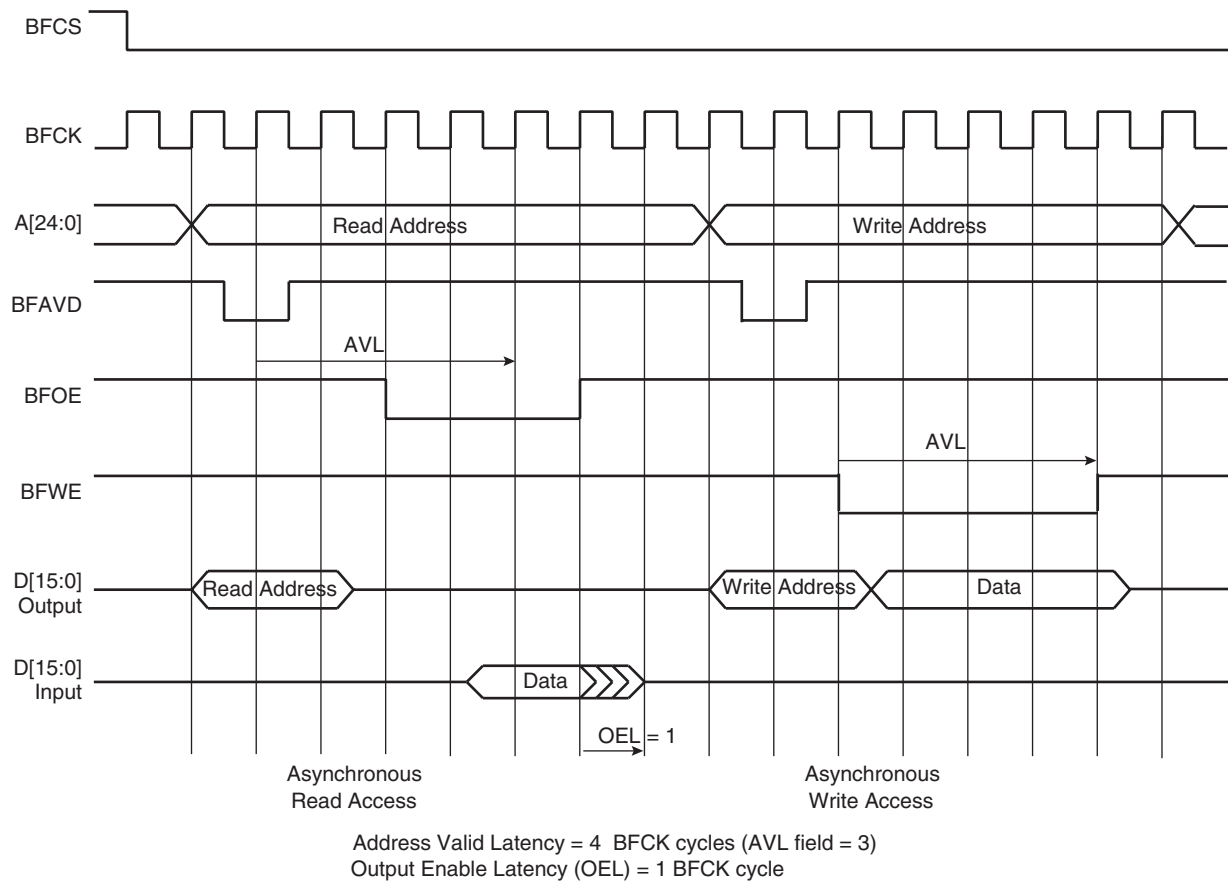 BFCS
BFCK
A[24:0]
Read Address
Write Address
BFAVD
AVL
BFOE
AVL
BFWE
D[15:0]
Output
Read Address
Write Address
Data
D[15:0]
Input
Data
OEL = 1
Asynchronous
Read Access
Asynchronous
Write Access
Address Valid Latency = 4 BFCK cycles (AVL field = 3)
Output Enable Latency (OEL) = 1 BFCK cycle